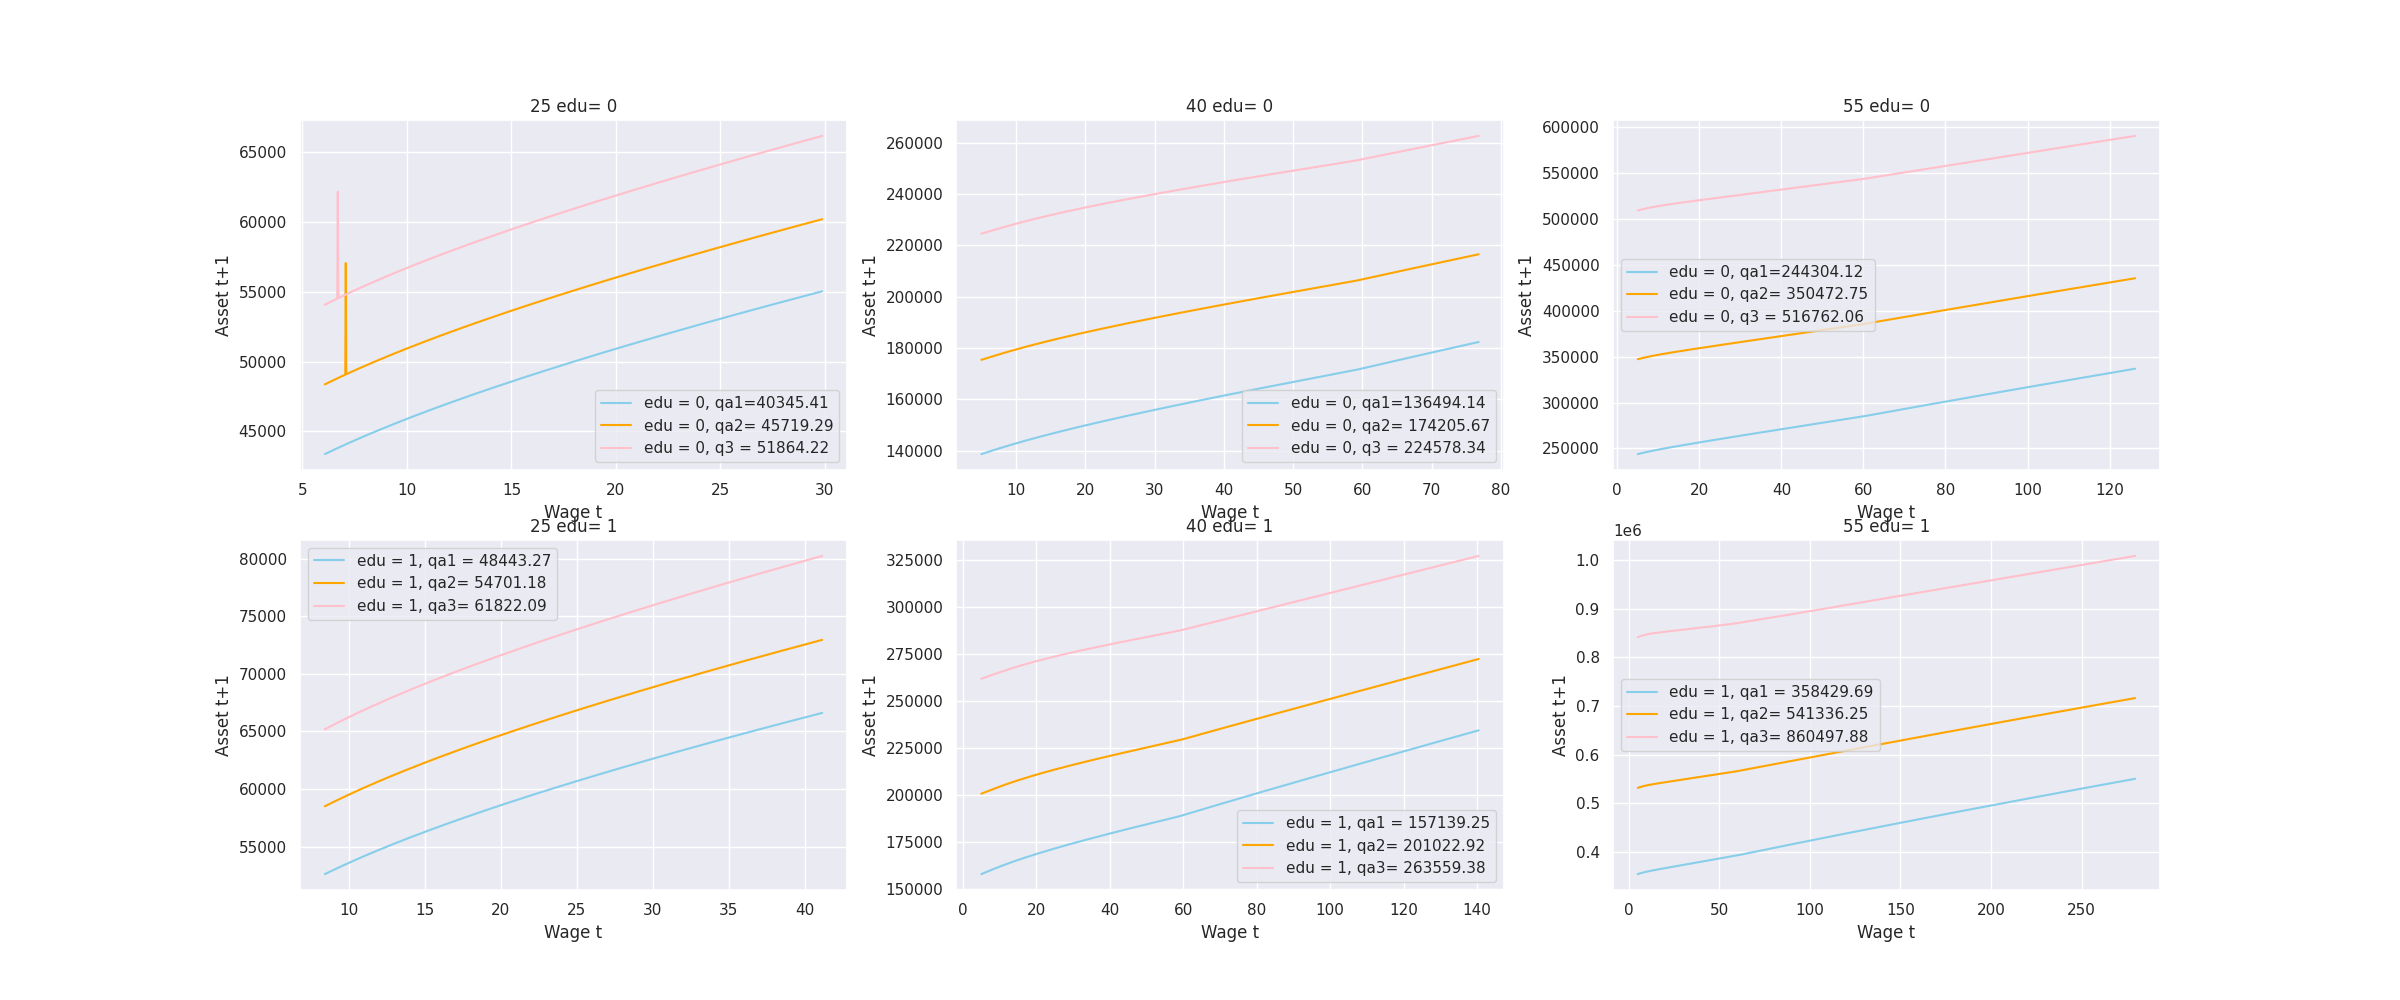 25 edu= 0
65000
60000
55000
50000
45000
Asset t+1
5 10 15 20 25 30
Wage t
edu = 0, qa1=40345.41
edu = 0, qa2= 45719.29
edu = 0, q3 = 51864.22
40 edu= 0
260000
240000
220000
200000
180000
160000
140000
Asset t+1
10 20 30 40 50 60 70 80
Wage t
edu = 0, qa1=136494.14
edu = 0, qa2= 174205.67
edu = 0, q3 = 224578.34
55 edu= 0
600000
550000
500000
450000
400000
350000
300000
250000
Asset t+1
0 20 40 60 80 100 120
Wage t
edu = 0, qa1=244304.12
edu = 0, qa2= 350472.75
edu = 0, q3 = 516762.06
25 edu= 1
80000
75000
70000
65000
60000
55000
Asset t+1
10 15 20 25 30 35 40
Wage t
edu = 1, qa1 = 48443.27
edu = 1, qa2= 54701.18
edu = 1, qa3= 61822.09
40 edu= 1
325000
300000
275000
250000
225000
200000
175000
150000
Asset t+1
0 20 40 60 80 100 120 140
Wage t
edu = 1, qa1 = 157139.25
edu = 1, qa2= 201022.92
edu = 1, qa3= 263559.38
55 edu= 1
1e6
1.0
0.9
0.8
0.7
0.6
0.5
0.4
Asset t+1
0 50 100 150 200 250
Wage t
edu = 1, qa1 = 358429.69
edu = 1, qa2= 541336.25
edu = 1, qa3= 860497.88